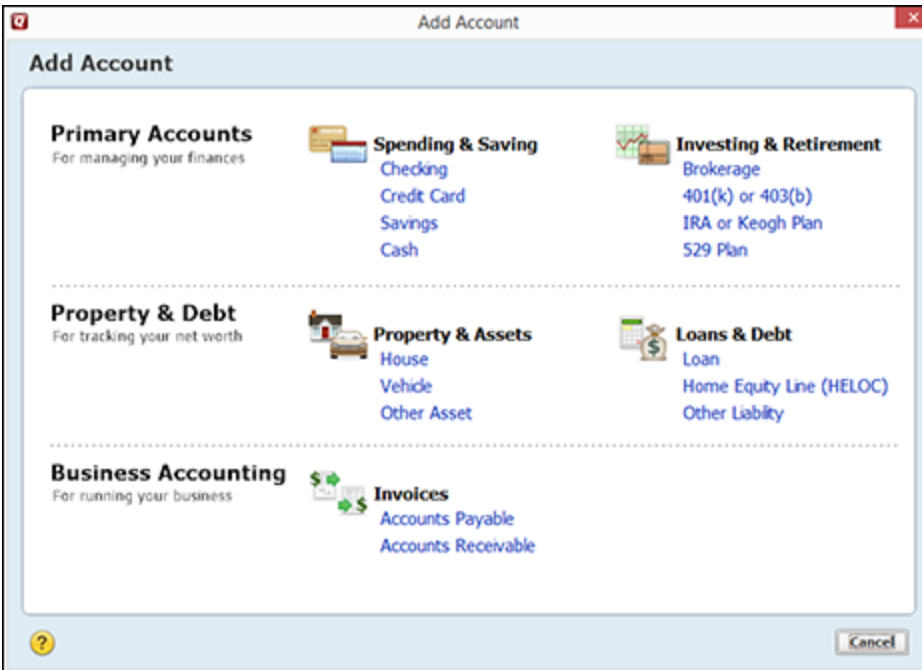 Add Account
Add Account
Primary Accounts
For managing your finances
Spending & Saving
Checking
Credit Card
Savings
Cash
Investing & Retirement
Brokerage
401(k) or 403(b)
IRA or Keogh Plan
529 Plan
Property & Debt
For tracking your net worth
Property & Assets
House
Vehicle
Other Asset
Loans & Debt
Loan
Home Equity Line (HELOC)
Other Liablity
Business Accounting
For running your business
Invoices
Accounts Payable
Accounts Receivable
?
Cancel